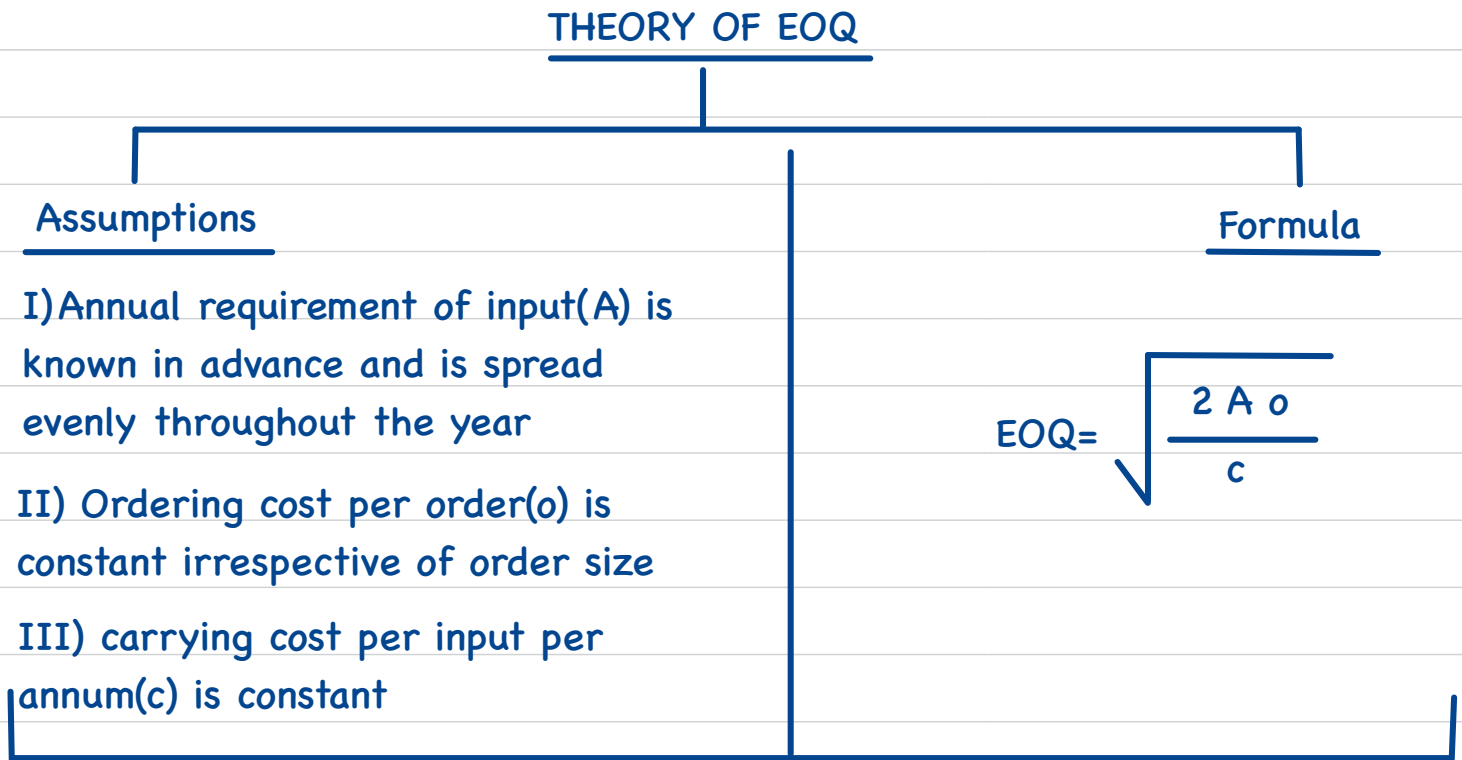 THEORY OF EOQ
Assumptions
I)Annual requirement of input(A) is
known in advance and is spread
evenly throughout the year
II) Ordering cost per order(o) is
constant irrespective of order size
III) carrying cost per input per
annum(c) is constant
Formula
EOQ= √
2 A o
c